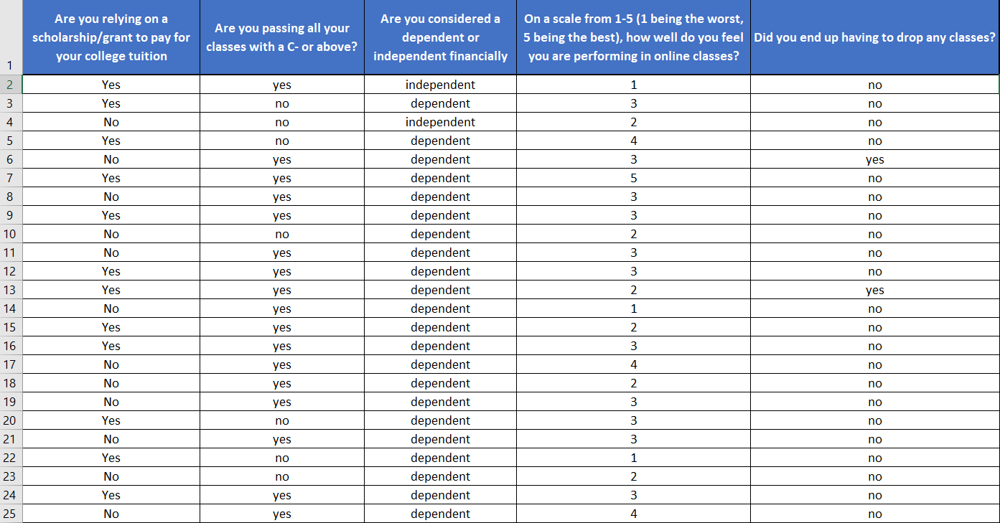 1 Are you relying on a scholarship/grant to pay for your college tuition Are you passing all your classes with a C- or above? Are you considered a dependent or independent financially On a scale from 1-5 (1 being the worst, 5 being the best), how well do you feel you are performing in online classes? Did you end up having to drop any classes?
2 Yes yes independent 1 no
3 Yes no dependent 3 no
4 No no independent 2 no
5 Yes no dependent 4 no
6 No yes dependent 3 yes
7 Yes yes dependent 5 no
8 No yes dependent 3 no
9 Yes yes dependent 3 no
10 No no dependent 2 no
11 No yes dependent 3 no
12 Yes yes dependent 3 no
13 Yes yes dependent 2 yes
14 No yes dependent 1 no
15 Yes yes dependent 2 no
16 Yes yes dependent 3 no
17 No yes dependent 4 no
18 No yes dependent 2 no
19 No yes dependent 3 no
20 Yes no dependent 3 no
21 No yes dependent 3 no
22 Yes no dependent 1 no
23 No no dependent 2 no
24 Yes yes dependent 3 no
25 No yes dependent 4 no